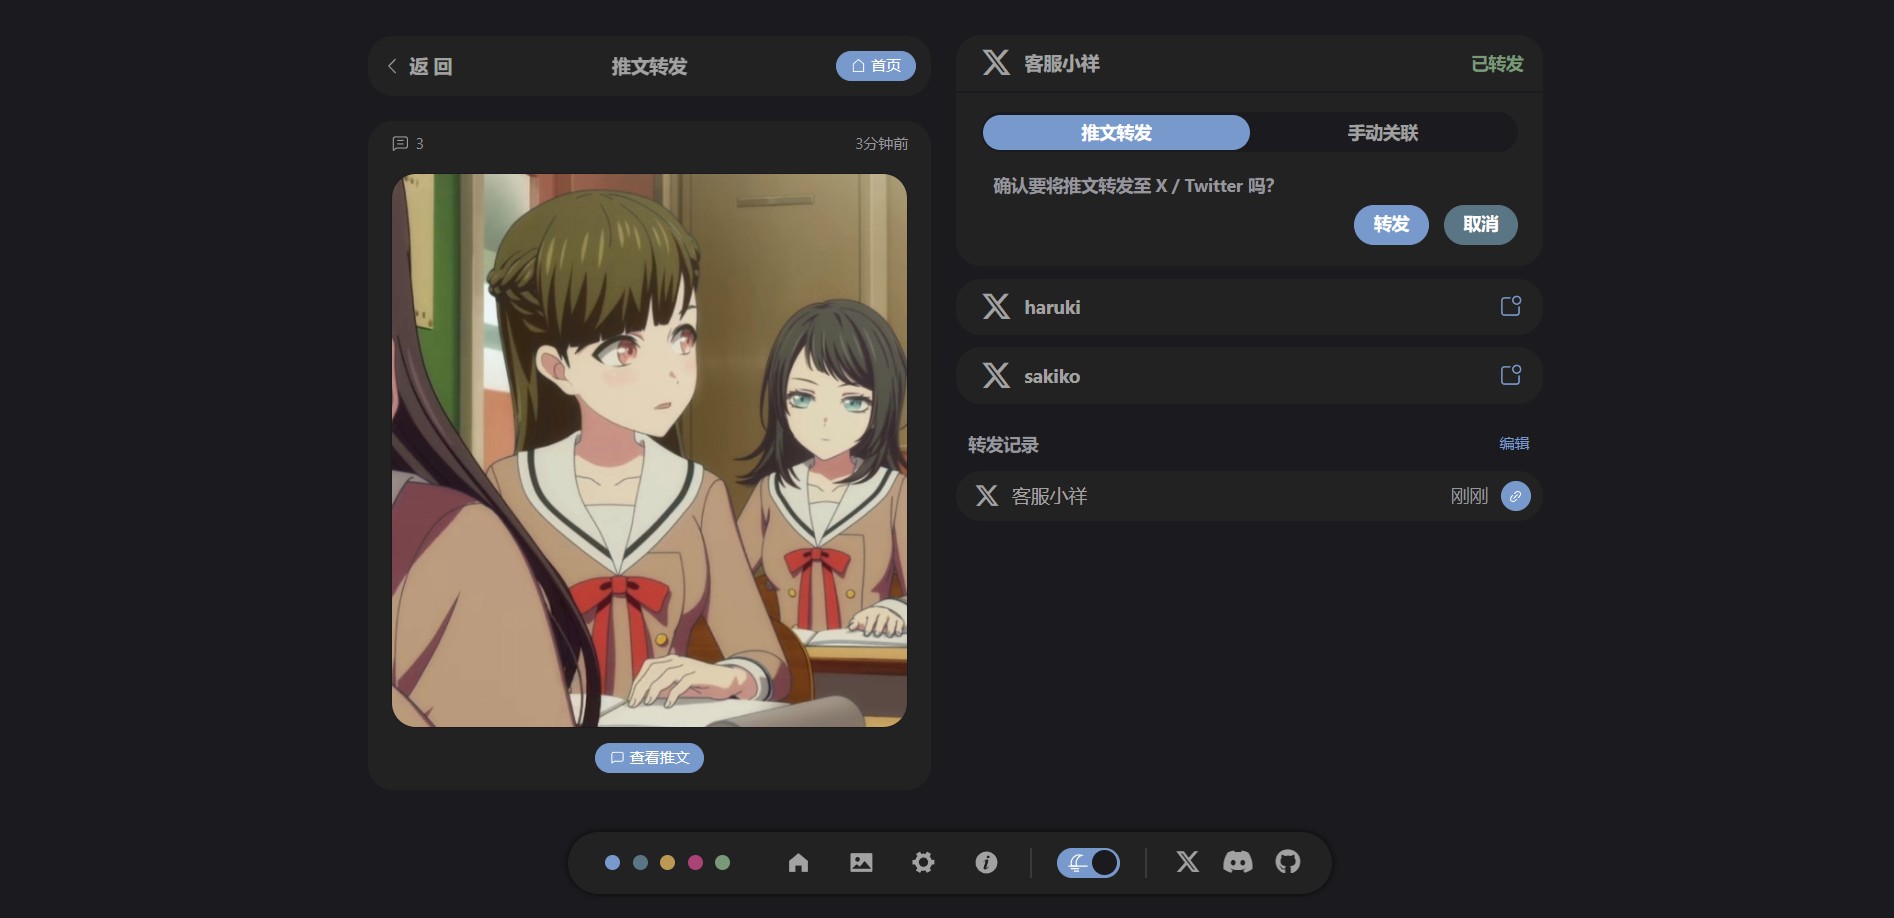 返 回
推文转发
首页
3
3分钟前
查看推文
客服小祥
已转发
推文转发
手动关联
确认要将推文转发至 X / Twitter 吗?
转发
取消
haruki
sakiko
转发记录
编辑
客服小祥
刚刚